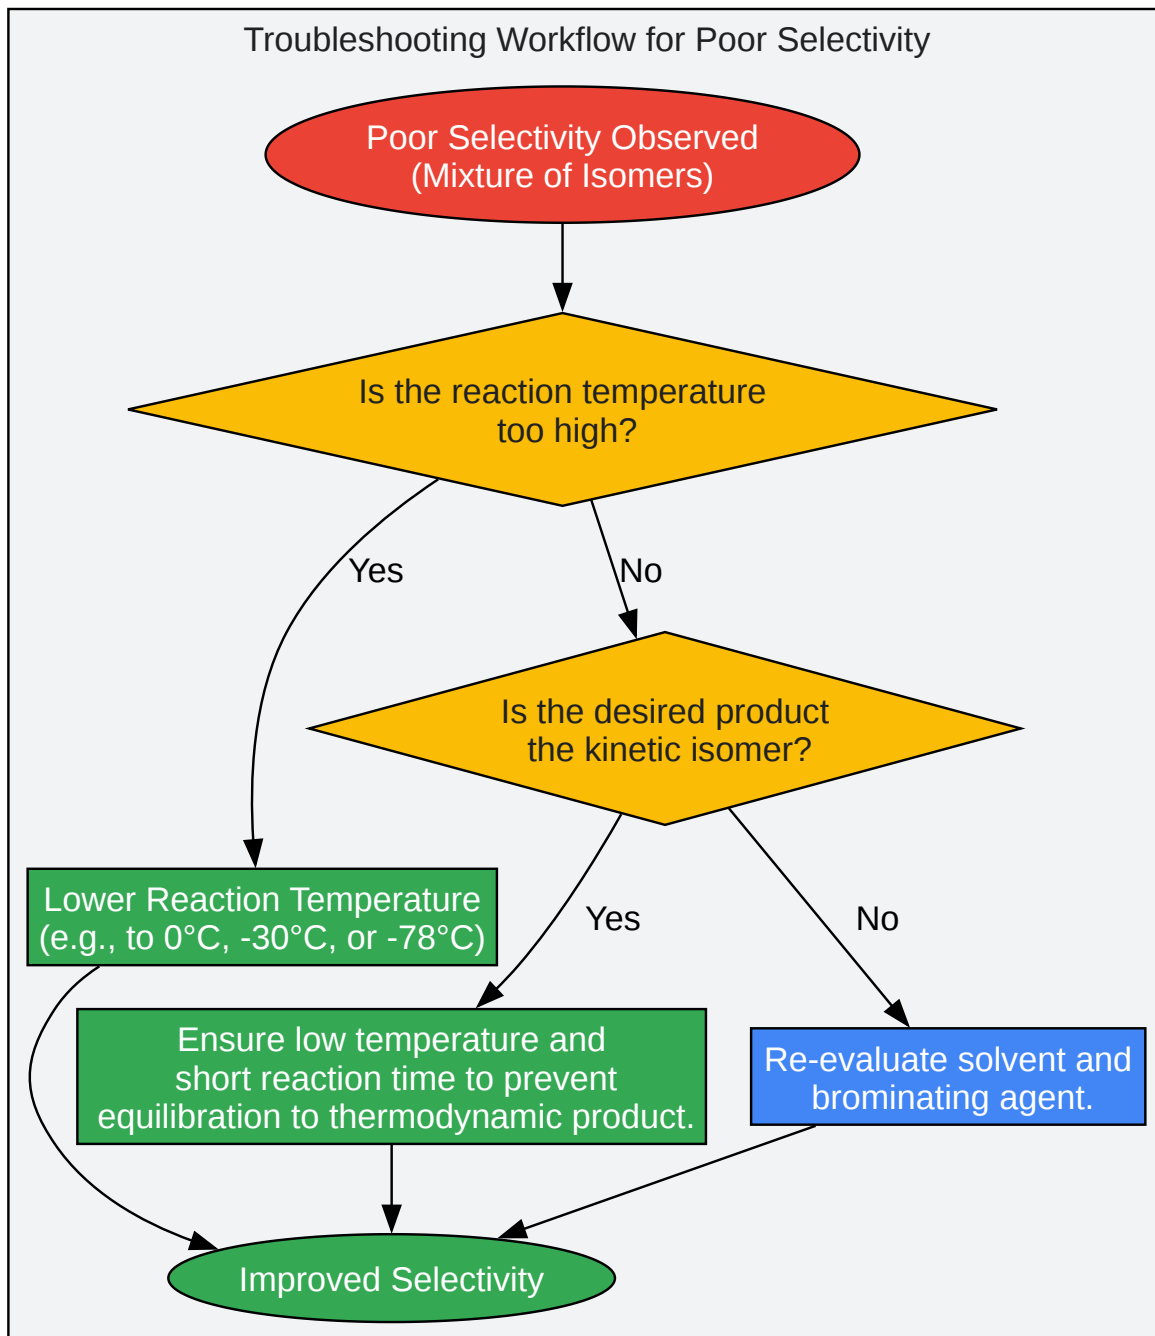 Troubleshooting Workflow for Poor Selectivity
Poor Selectivity Observed
(Mixture of Isomers)
Is the reaction temperature
too high?
Yes
No
Is the desired product
the kinetic isomer?
Lower Reaction Temperature
(e.g., to 0°C, -30°C, or -78°C)
Yes
No
Ensure low temperature and
short reaction time to prevent
equilibration to thermodynamic product.
Re-evaluate solvent and
brominating agent.
Improved Selectivity